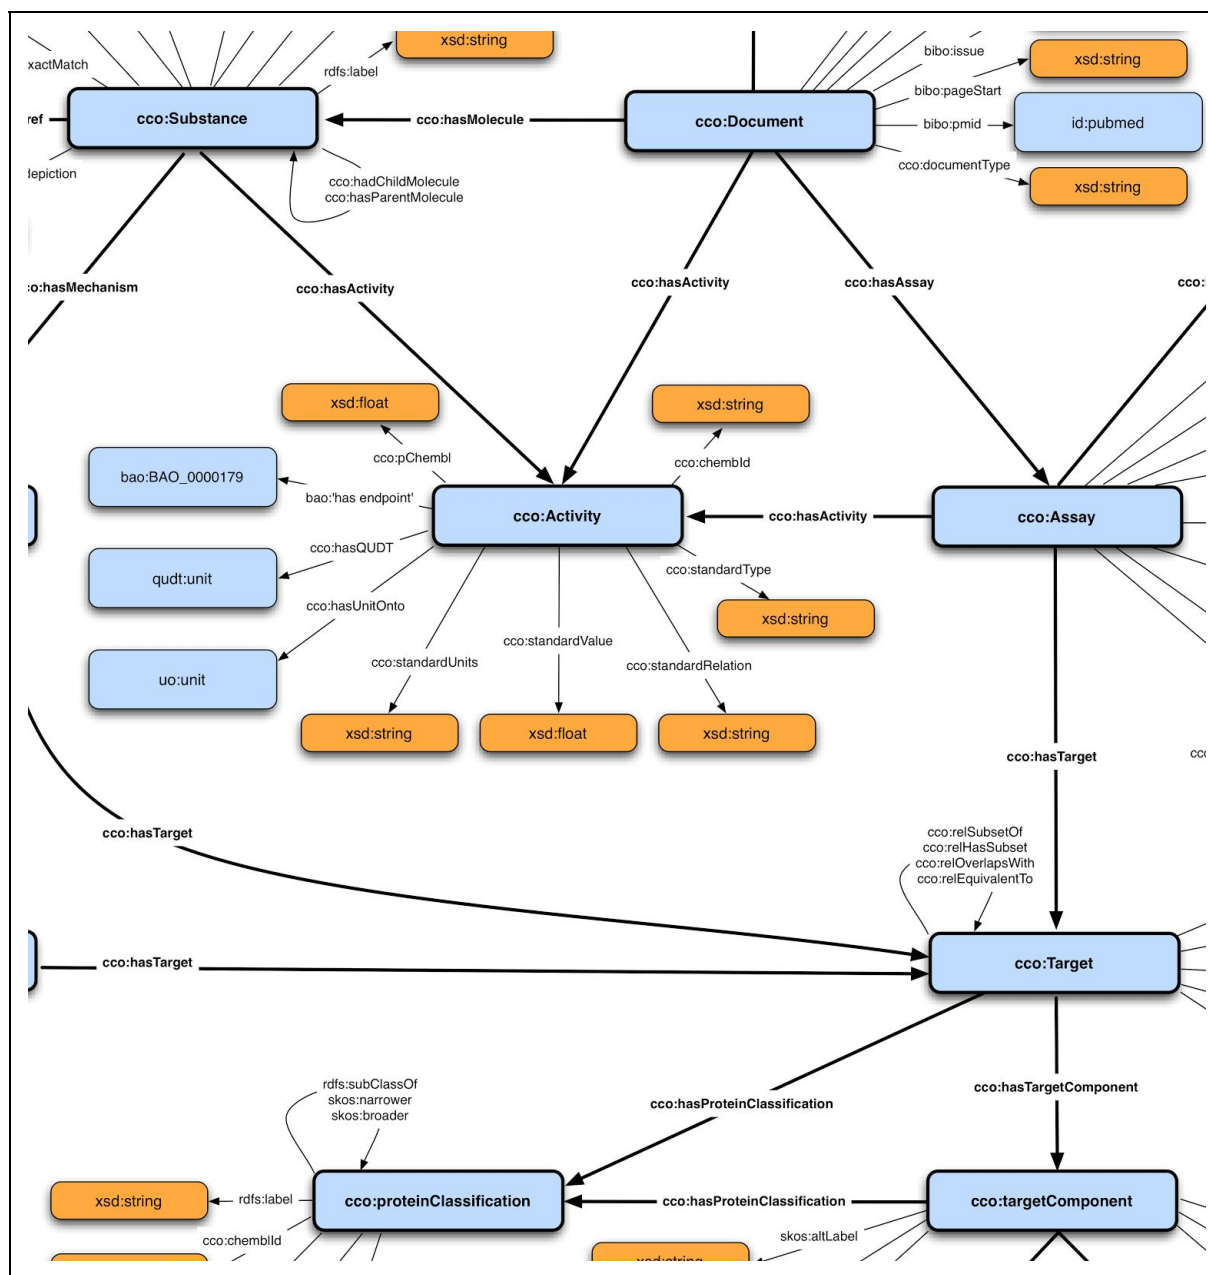 xsd:string
bibo:issue
xsd:string
xactMatch
rdfs:label
bibo:pageStart
ref
cco:Substance
cco:hasMolecule
cco:Document
bibo:pmid
id:pubmed
depiction
cco:hadChildMolecule
cco:hasParentMolecule
cco:documentType
xsd:string
co:hasMechanism
cco:hasActivity
cco:hasActivity
cco:hasAssay
cco:
xsd:float
xsd:string
cco:pChembl
cco:chembId
bao:BAO_0000179
bao:'has endpoint'
cco:Activity
cco:hasActivity
cco:Assay
cco:hasQUDT
qudt:unit
cco:standardType
cco:hasUnitOnto
xsd:string
cco:standardValue
cco:standardUnits
cco:standardRelation
uo:unit
xsd:string
xsd:float
xsd:string
cco:hasTarget
cco
cco:hasTarget
cco:relSubsetOf
cco:relHasSubset
cco:relOverlapsWith
cco:relEquivalentTo
cco:hasTarget
cco:Target
rdfs:subClassOf
skos:narrower
skos:broader
cco:hasProteinClassification
cco:hasTargetComponent
xsd:string
rdfs:label
cco:proteinClassification
cco:hasProteinClassification
cco:targetComponent
cco:chemblId
skos:altLabel
xsd:string